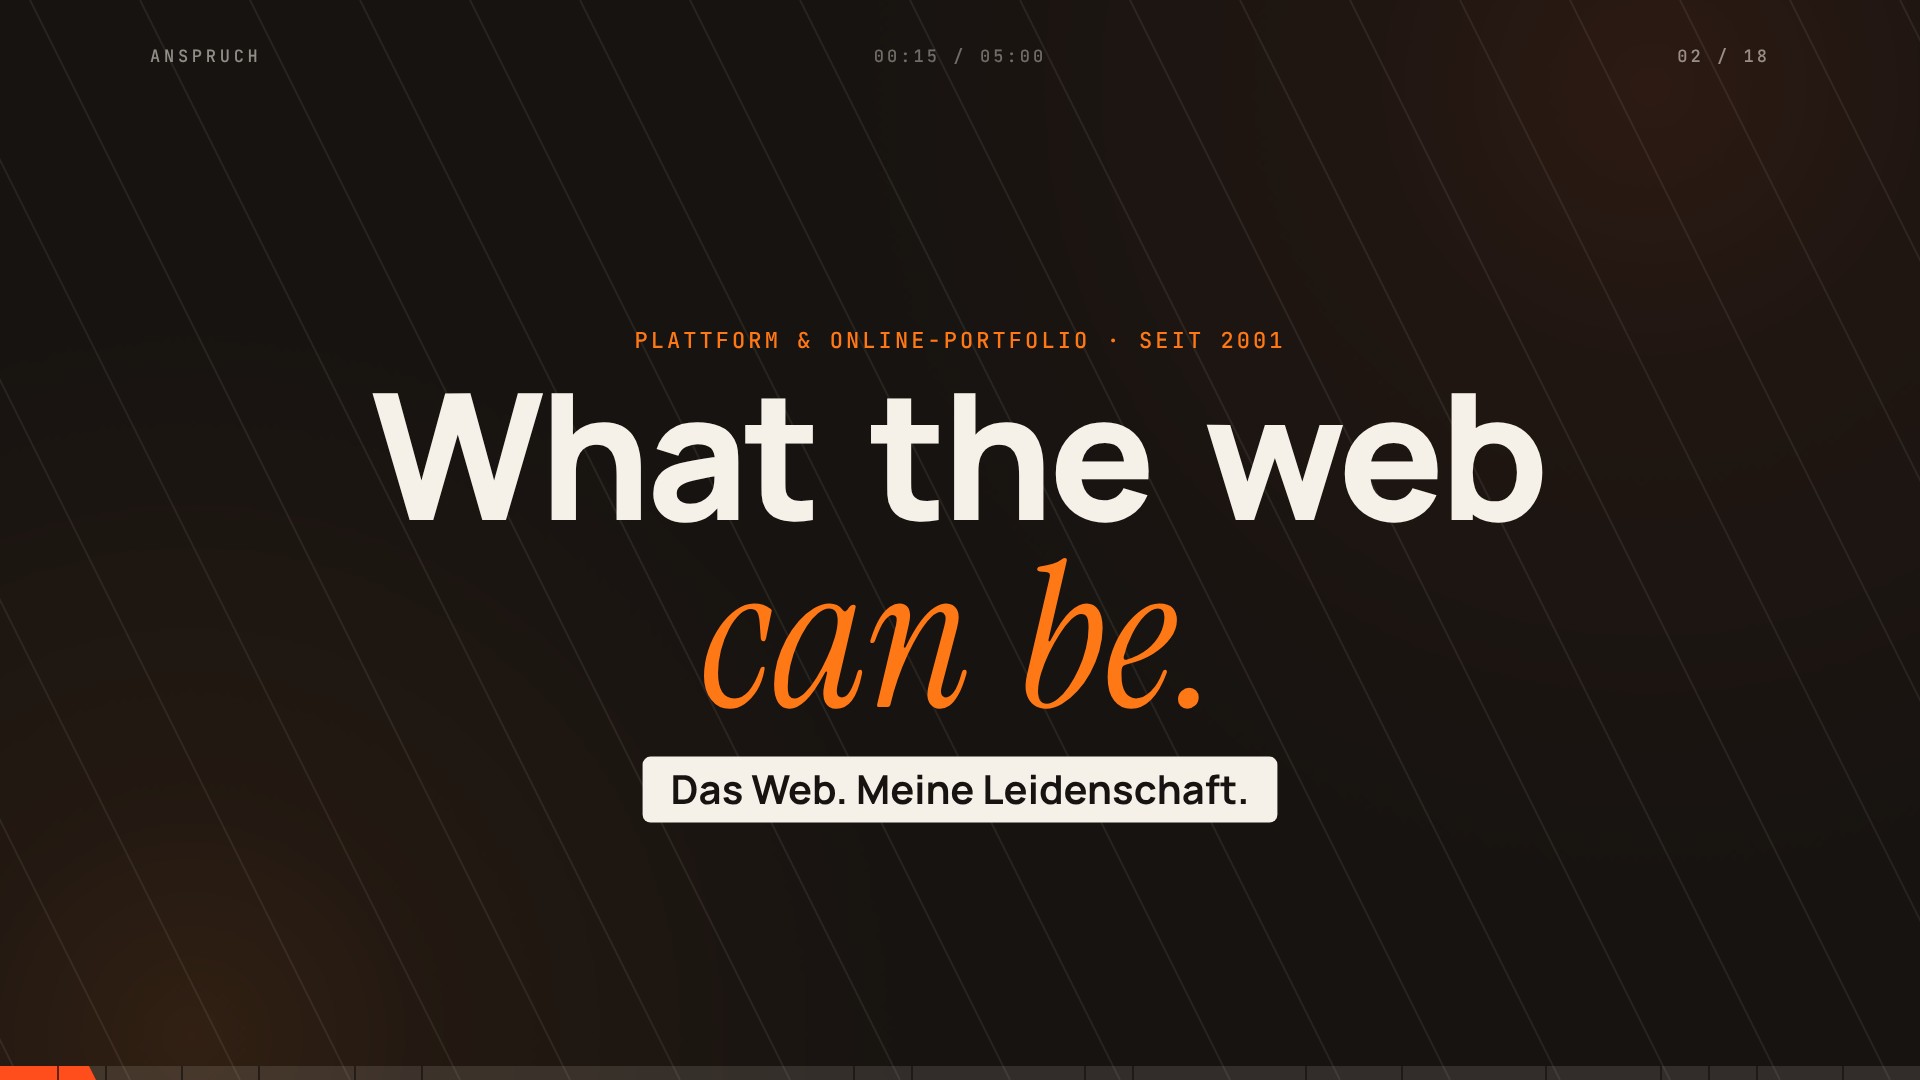 ANSPRUCH
00:15 / 05:00
02 / 18
PLATTFORM & ONLINE-PORTFOLIO · SEIT 2001
What the web
can be.
Das Web. Meine Leidenschaft.